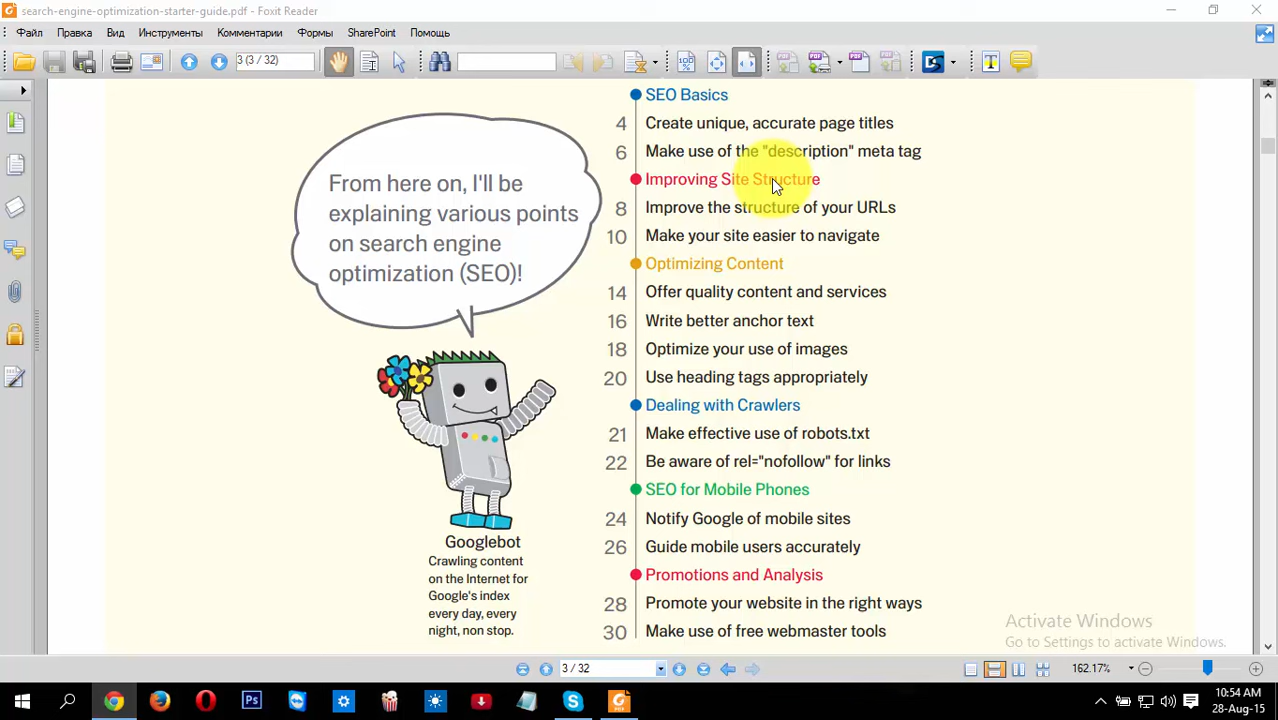 search-engine-optimization-starter-guide.pdf - Foxit Reader
Файл Правка Вид Инструменты Комментарии Формы SharePoint Помощь
3 (3 / 32)
SEO Basics
4 Create unique, accurate page titles
6 Make use of the "description" meta tag
Improving Site Structure
8 Improve the structure of your URLs
10 Make your site easier to navigate
Optimizing Content
14 Offer quality content and services
16 Write better anchor text
18 Optimize your use of images
20 Use heading tags appropriately
Dealing with Crawlers
21 Make effective use of robots.txt
22 Be aware of rel="nofollow" for links
SEO for Mobile Phones
24 Notify Google of mobile sites
26 Guide mobile users accurately
Promotions and Analysis
28 Promote your website in the right ways
30 Make use of free webmaster tools
From here on, I'll be
explaining various points
on search engine
optimization (SEO)!
Googlebot
Crawling content
on the Internet for
Google's index
every day, every
night, non stop.
Activate Windows
Go to Settings to activate Windows.
3 / 32
162.17%
10:54 AM
28-Aug-15